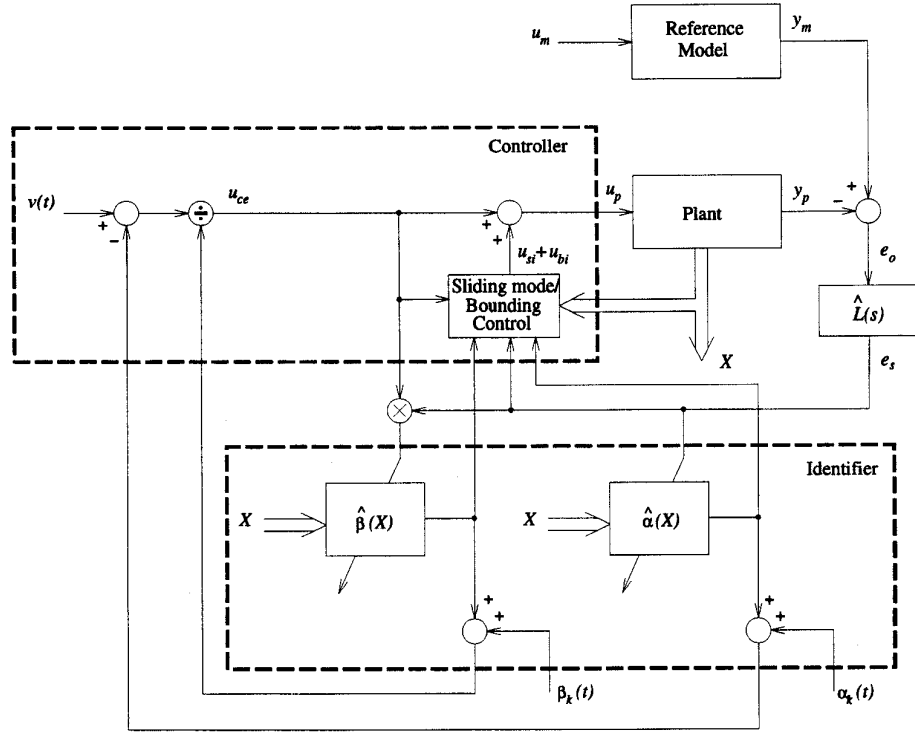 u_m
Reference
Model
y_m
Controller
v(t)
+
−
÷
u_ce
+
+
u_si + u_bi
Sliding mode/
Bounding
Control
u_p
Plant
y_p
+
−
e_o
L̂(s)
e_s
X
×
Identifier
X
β̂(X)
X
α̂(X)
+
+
+
+
β_k(t)
α_k(t)